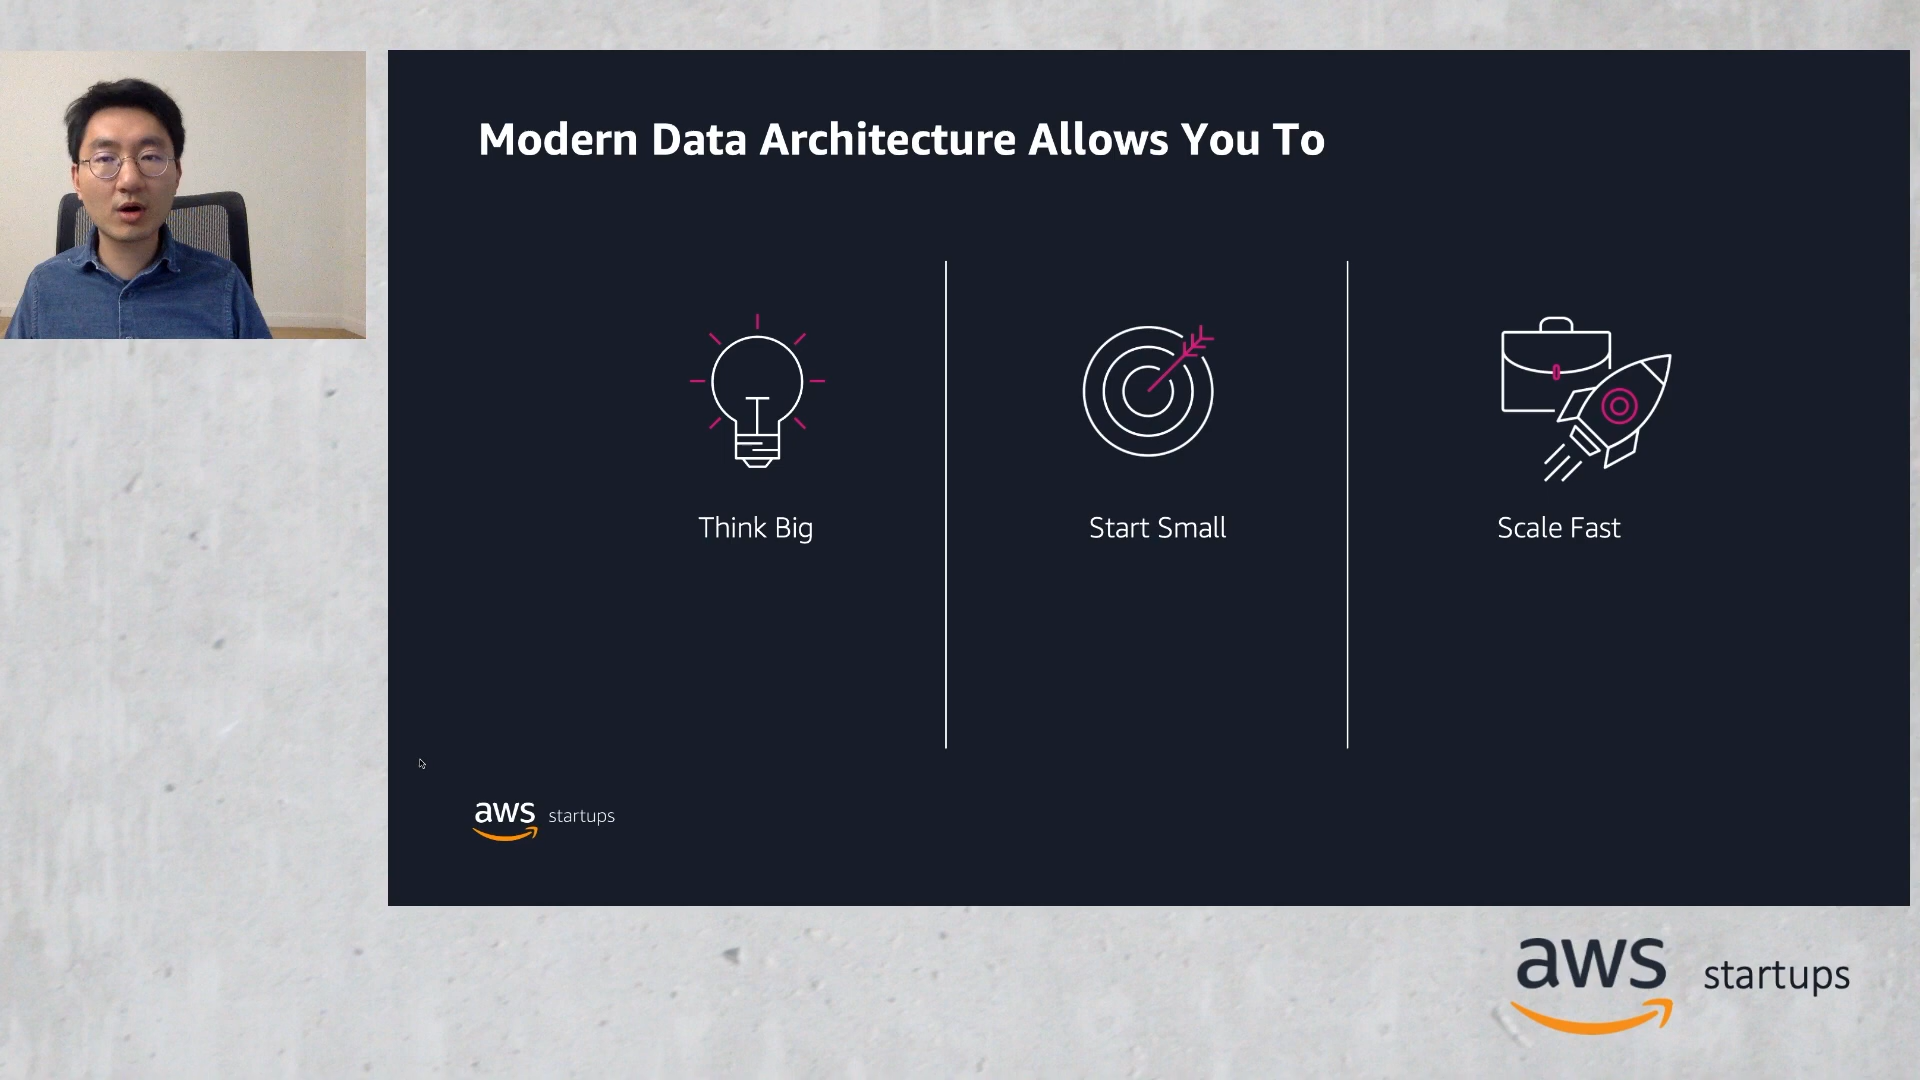 Modern Data Architecture Allows You To
Think Big
Start Small
Scale Fast
aws startups
aws startups